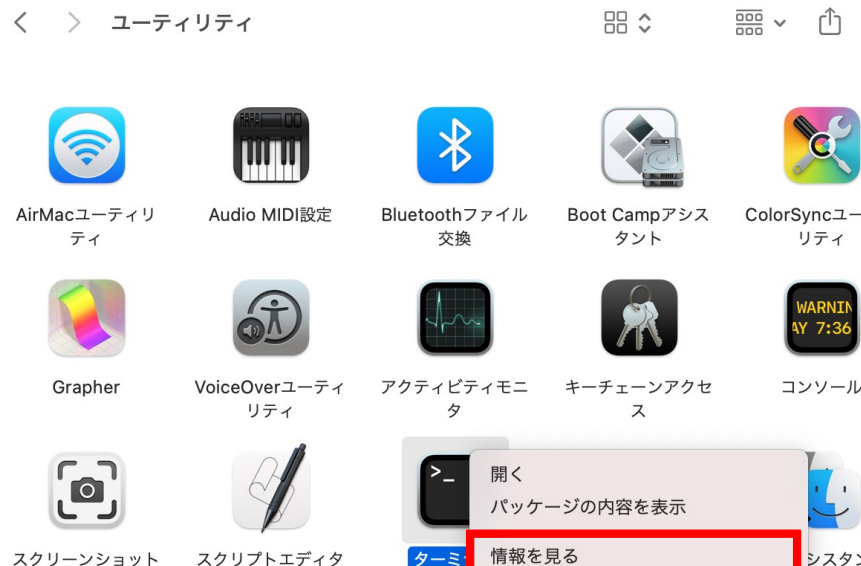 ユーティリティ
AirMacユーティリ
ティ
Audio MIDI設定
Bluetoothファイル
交換
Boot Campアシス
タント
ColorSyncユー
リティ
WARNIN
AY 7:36
Grapher
VoiceOverユーティ
リティ
アクティビティモニ
タ
キーチェーンアクセ
ス
コンソール
>_
開く
パッケージの内容を表示
情報を見る
スクリーンショット
スクリプトエディタ
ターミ
シスタン